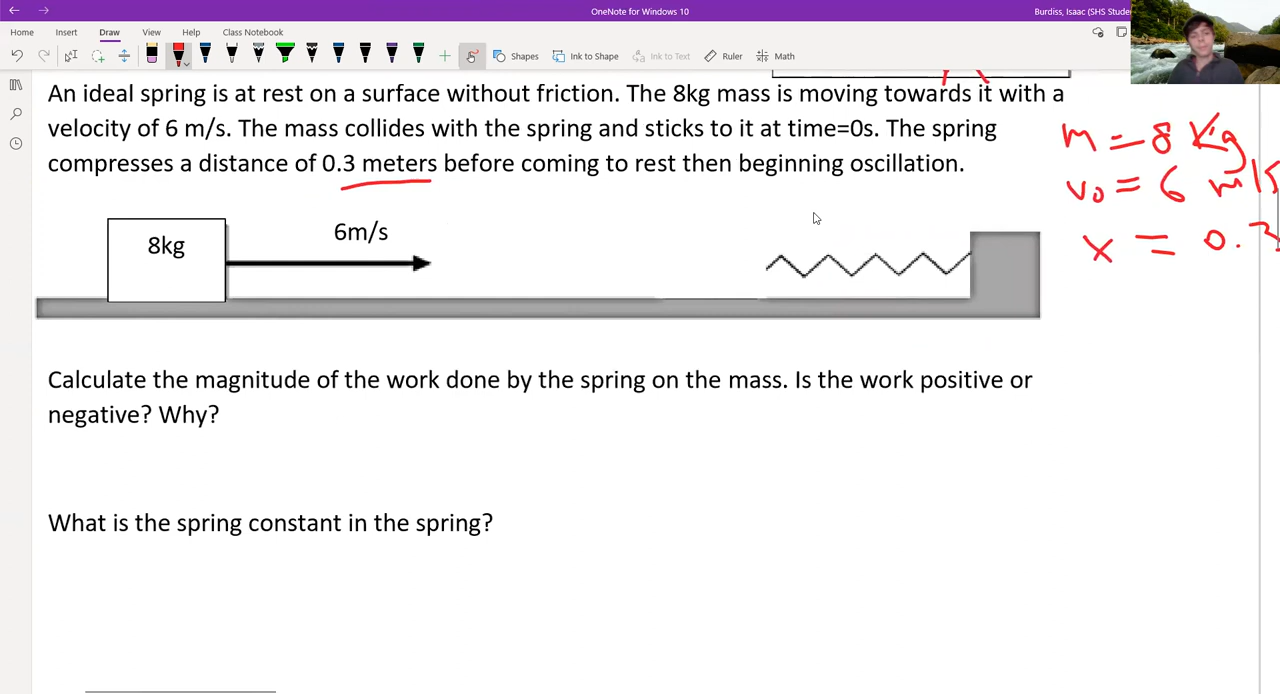 OneNote for Windows 10
Burdiss, Isaac (SHS Stude
Home Insert Draw View Help Class Notebook
Shapes Ink to Shape Ink to Text Ruler Math
An ideal spring is at rest on a surface without friction. The 8kg mass is moving towards it with a
velocity of 6 m/s. The mass collides with the spring and sticks to it at time=0s. The spring
compresses a distance of 0.3 meters before coming to rest then beginning oscillation.
m = 8 kg
v0 = 6 m/s
x = 0.3
8kg
6m/s
Calculate the magnitude of the work done by the spring on the mass. Is the work positive or
negative? Why?
What is the spring constant in the spring?